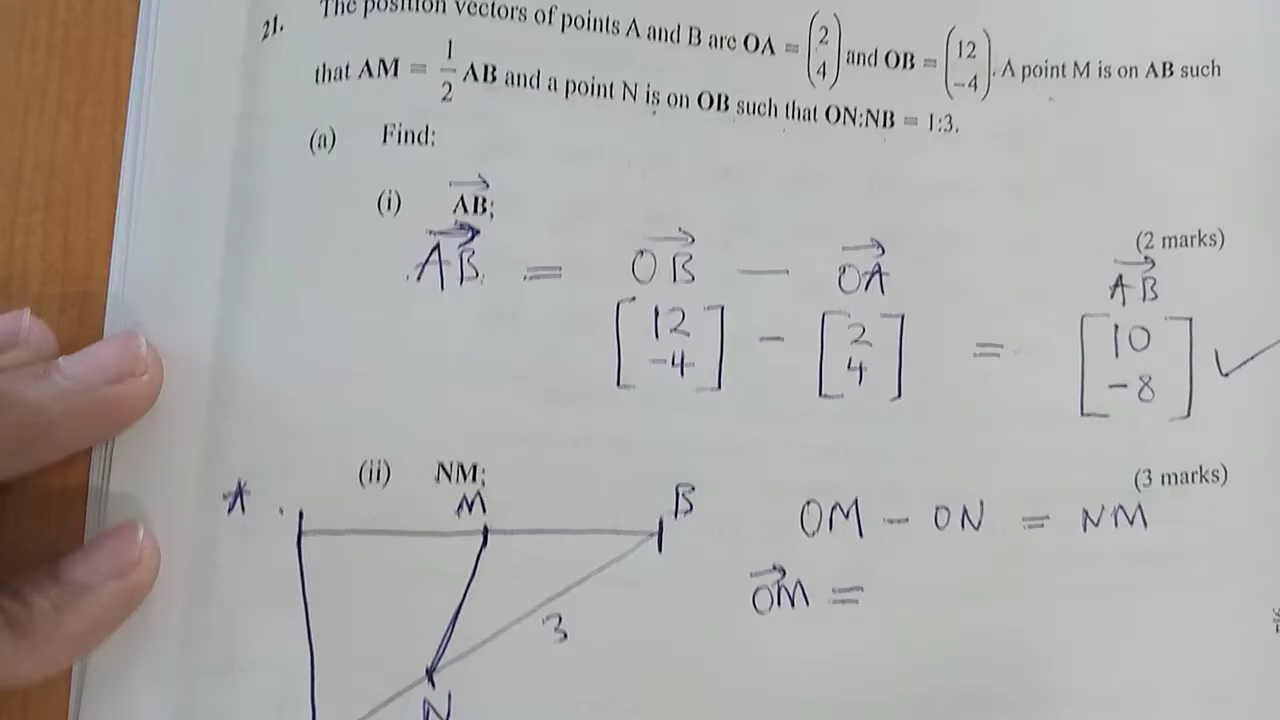 21. The position vectors of points A and B are OA = (2 4) and OB = (12 -4). A point M is on AB such
that AM = 1/2 AB and a point N is on OB such that ON:NB = 1:3.
(a) Find:
(i) AB;
(2 marks)
AB = OB - OA
AB
[12 -4] - [2 4] = [10 -8] ✓
(ii) NM;
(3 marks)
A M B
OM - ON = NM
OM =
3
N